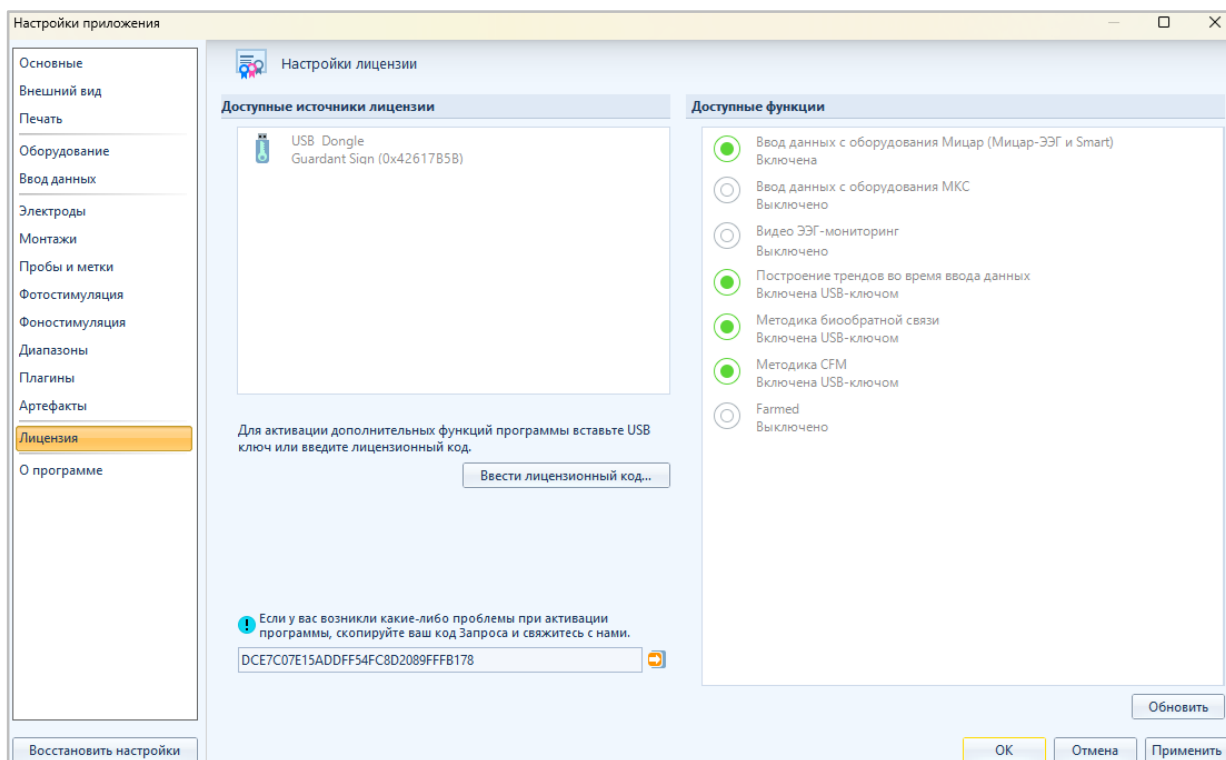 Настройки приложения
Основные
Внешний вид
Печать
Оборудование
Ввод данных
Электроды
Монтажи
Пробы и метки
Фотостимуляция
Фоностимуляция
Диапазоны
Плагины
Артефакты
Лицензия
О программе
Восстановить настройки
Настройки лицензии
Доступные источники лицензии
USB Dongle
Guardant Sign (0x42617B5B)
Для активации дополнительных функций программы вставьте USB
ключ или введите лицензионный код.
Ввести лицензионный код...
Если у вас возникли какие-либо проблемы при активации
программы, скопируйте ваш код Запроса и свяжитесь с нами.
DCE7C07E15ADDFF54FC8D2089FFFB178
Доступные функции
Ввод данных с оборудования Мицар (Мицар-ЭЭГ и Smart)
Включена
Ввод данных с оборудования МКС
Выключено
Видео ЭЭГ-мониторинг
Выключено
Построение трендов во время ввода данных
Включена USB-ключом
Методика биообратной связи
Включена USB-ключом
Методика CFM
Включена USB-ключом
Farmed
Выключено
Обновить
ОК
Отмена
Применить